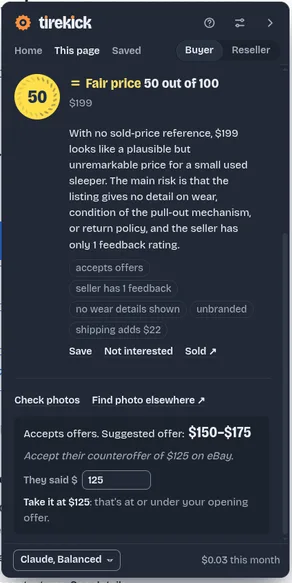 tirekick
Home This page Saved Buyer Reseller
50
= Fair price 50 out of 100
$199
With no sold-price reference, $199
looks like a plausible but
unremarkable price for a small used
sleeper. The main risk is that the
listing gives no detail on wear,
condition of the pull-out mechanism,
or return policy, and the seller has
only 1 feedback rating.
accepts offers
seller has 1 feedback
no wear details shown unbranded
shipping adds $22
Save Not interested Sold ↗
Check photos Find photo elsewhere ↗
Accepts offers. Suggested offer: $150–$175
Accept their counteroffer of $125 on eBay.
They said $ 125
Take it at $125: that's at or under your opening
offer.
Claude, Balanced $0.03 this month